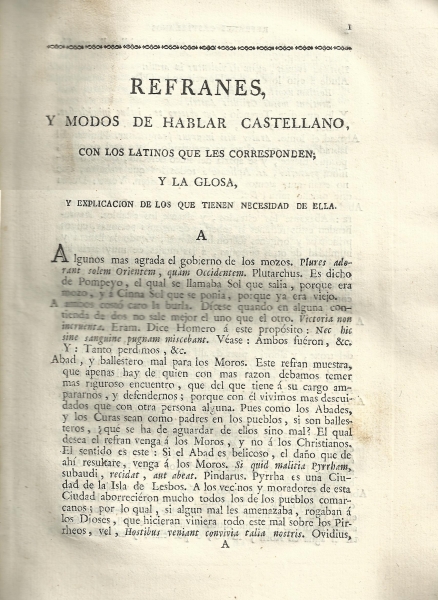 1
REFRANES,
Y MODOS DE HABLAR CASTELLANO,
CON LOS LATINOS QUE LES CORRESPONDEN;
Y LA GLOSA,
Y EXPLICACION DE LOS QUE TIENEN NECESIDAD DE ELLA.
A
Algunos mas agrada el gobierno de los mozos. Plures ado-
rant solem Orientem, quàm Occidentem. Plutarchus. Es dicho
de Pompeyo, el qual se llamaba Sol que salia, porque era
mozo, y á Cinna Sol que se ponia, porque ya era viejo.
A ambos costó caro la burla. Dícese quando en alguna con-
tienda de dos no sale mejor el uno que el otro. Victoria non
incruenta. Eram. Dice Homero á este propósito: Nec hic
sine sanguine pugnam miscebant. Véase: Ambos fuéron, &c.
Y: Tanto perdimos, &c.
Abad, y ballestero mal para los Moros. Este refran muestra,
que apenas hay de quien con mas razon debamos temer
mas riguroso encuentro, que del que tiene á su cargo ampa-
rarnos, y defendernos; porque con él vivimos mas descui-
dados que con otra persona alguna. Pues como los Abades,
y los Curas sean como padres en los pueblos, si son balles-
teros, ¿que se ha de aguardar de ellos sino mal? El qual
desea el refran venga á los Moros, y no á los Christianos.
El sentido es este: Si el Abad es belicoso, el daño que de
ahí resultare, venga á los Moros. Si quid malitia Pyrrham,
subaudi, recidat, aut abeat. Pindarus. Pyrrha es una Ciu-
dad de la Isla de Lesbos. A los vecinos y moradores de esta
Ciudad aborreciéron mucho todos los de los pueblos comar-
canos; por lo qual, si algun mal les amenazaba, rogaban á
los Dioses, que hicieran viniera todo este mal sobre los Pir-
rheos, vel, Hostibus veniant convivia talia nostris. Ovidius,
A